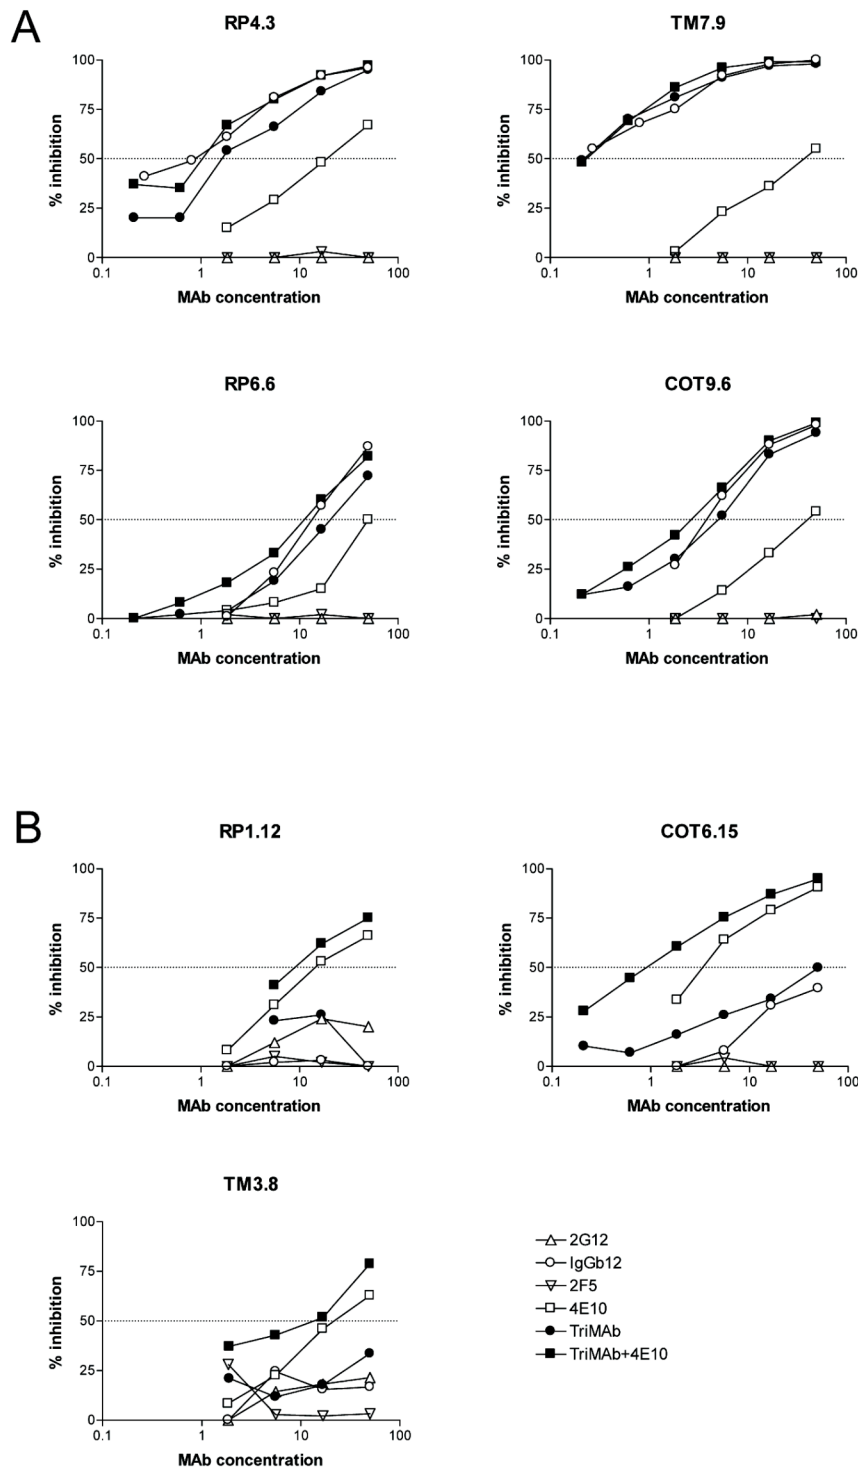 A
RP4.3
TM7.9
% inhibition
100
75
50
25
0
0.1
1
10
100
MAb concentration
% inhibition
100
75
50
25
0
0.1
1
10
100
MAb concentration
RP6.6
COT9.6
% inhibition
100
75
50
25
0
0.1
1
10
100
MAb concentration
% inhibition
100
75
50
25
0
0.1
1
10
100
MAb concentration
B
RP1.12
COT6.15
% inhibition
100
75
50
25
0
0.1
1
10
100
MAb concentration
% inhibition
100
75
50
25
0
0.1
1
10
100
MAb concentration
TM3.8
% inhibition
100
75
50
25
0
0.1
1
10
100
MAb concentration
2G12
IgGb12
2F5
4E10
TriMAb
TriMAb+4E10